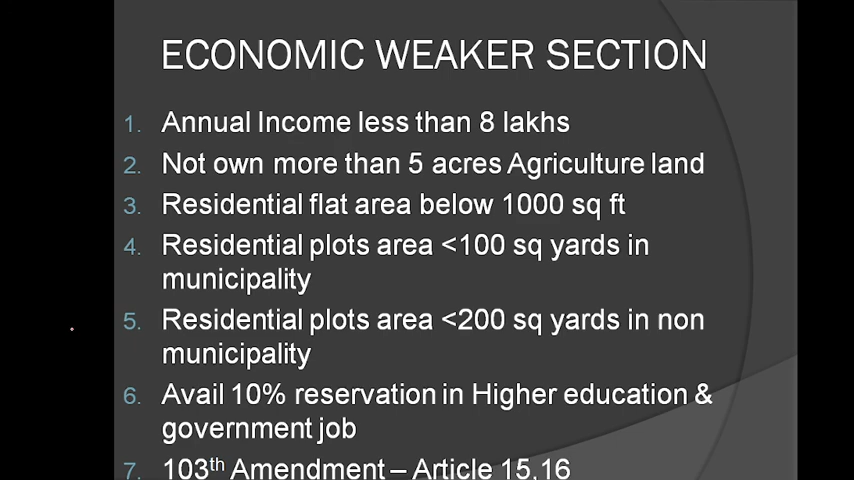 ECONOMIC WEAKER SECTION
1. Annual Income less than 8 lakhs
2. Not own more than 5 acres Agriculture land
3. Residential flat area below 1000 sq ft
4. Residential plots area <100 sq yards in
municipality
5. Residential plots area <200 sq yards in non
municipality
6. Avail 10% reservation in Higher education &
government job
7. 103th Amendment – Article 15,16